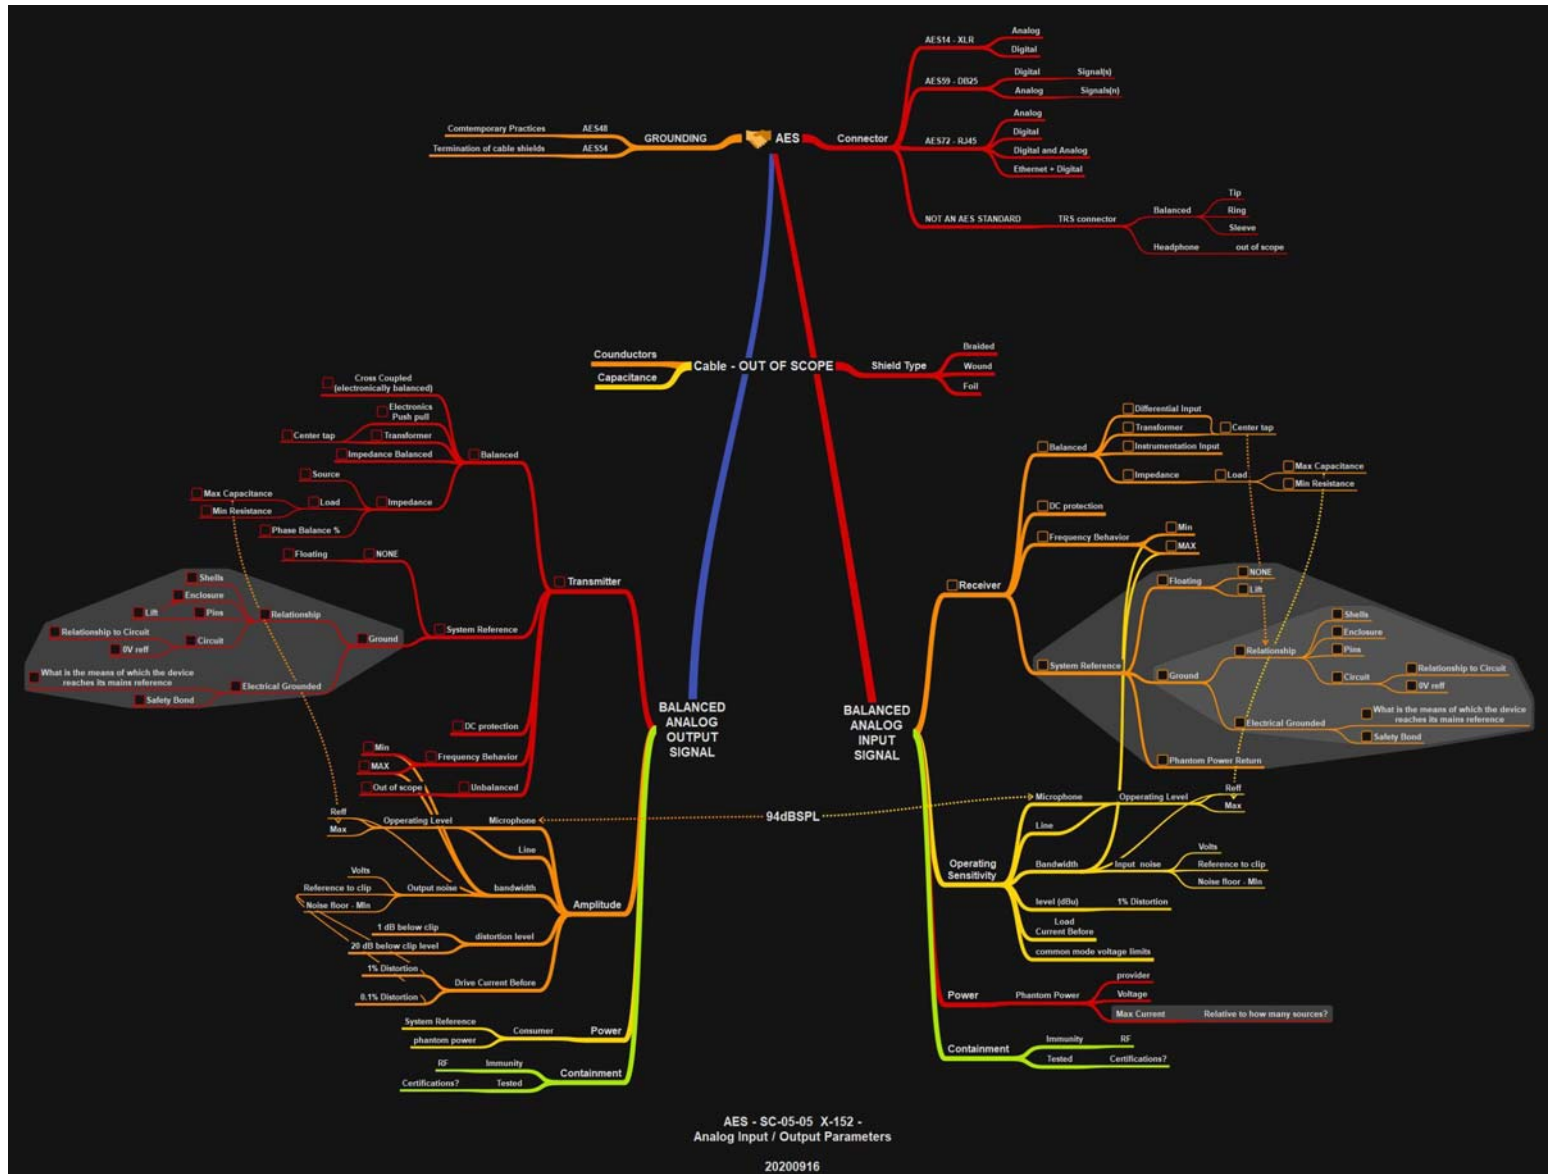 Analog
AES14 - XLR
Digital
Digital Signal(s)
AES59 - DB25
Analog Signals(n)
Comtemporary Practices AES48
GROUNDING
Termination of cable shields AES54
AES
Connector
Analog
Digital
AES72 - RJ45
Digital and Analog
Ethernet + Digital
NOT AN AES STANDARD TRS connector
Balanced
Tip
Ring
Sleeve
Headphone out of scope
Counductors
Capacitance
Cable - OUT OF SCOPE
Shield Type
Braided
Wound
Foil
Cross Coupled
(electronically balanced)
Electronics
Push pull
Center tap Transformer
Impedance Balanced
Balanced
Source
Max Capacitance
Load
Min Resistance
Impedance
Phase Balance %
Floating NONE
Transmitter
Shells
Enclosure
Lift Pins
Relationship
Relationship to Circuit
Circuit
0V reff
Ground
System Reference
What is the means of which the device
reaches its mains reference
Electrical Grounded
Safety Bond
DC protection
Min
Frequency Behavior
MAX
Out of scope Unbalanced
BALANCED
ANALOG
OUTPUT
SIGNAL
Reff
Opperating Level Microphone
Max
Line
Volts
Reference to clip Output noise bandwidth
Noise floor - MIn
Amplitude
1 dB below clip
distortion level
20 dB below clip level
1% Distortion
Drive Current Before
0.1% Distortion
System Reference
Consumer Power
phantom power
RF Immunity
Containment
Certifications? Tested
94dBSPL
BALANCED
ANALOG
INPUT
SIGNAL
Receiver
Balanced
Differential Input
Transformer Center tap
Instrumentation Input
Impedance Load
Max Capacitance
Min Resistance
DC protection
Frequency Behavior
Min
MAX
System Reference
Floating
NONE
Lift
Ground
Relationship
Shells
Enclosure
Pins
Circuit
Relationship to Circuit
0V reff
Electrical Grounded
What is the means of which the device
reaches its mains reference
Safety Bond
Phantom Power Return
Operating
Sensitivity
Microphone Opperating Level
Reff
Max
Line
Bandwidth Input noise
Volts
Reference to clip
Noise floor - MIn
level (dBu) 1% Distortion
Load
Current Before
common mode voltage limits
Power Phantom Power
provider
Voltage
Max Current Relative to how many sources?
Containment
Immunity RF
Tested Certifications?
AES - SC-05-05 X-152 -
Analog Input / Output Parameters
20200916